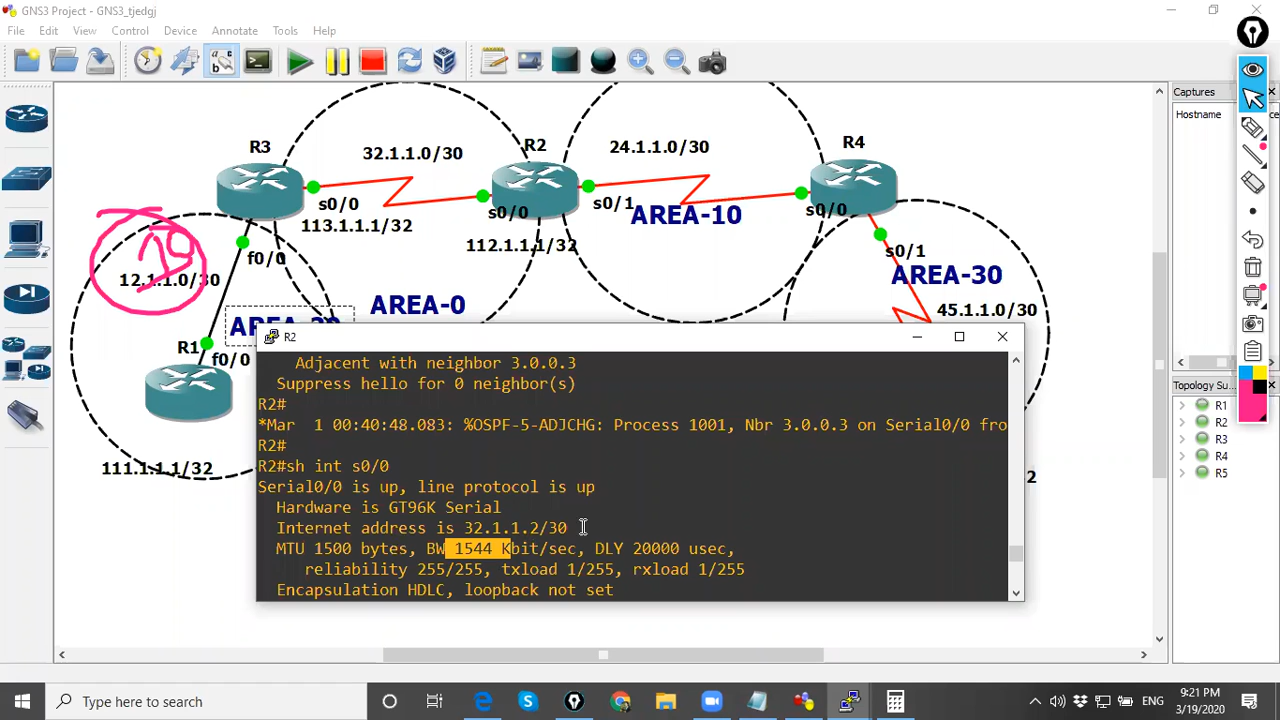 GNS3 Project - GNS3_tjedgj
File Edit View Control Device Annotate Tools Help
Captures
Hostname
R3
32.1.1.0/30
R2
24.1.1.0/30
R4
s0/0
113.1.1.1/32
s0/0
112.1.1.1/32
s0/1
AREA-10
s0/0
f0/0
s0/1
AREA-30
12.1.1.0/30
10
AREA-0
45.1.1.0/30
R1
f0/0
111.1.1.1/32
R2
Adjacent with neighbor 3.0.0.3
Suppress hello for 0 neighbor(s)
R2#
*Mar  1 00:40:48.083: %OSPF-5-ADJCHG: Process 1001, Nbr 3.0.0.3 on Serial0/0 fro
R2#
R2#sh int s0/0
Serial0/0 is up, line protocol is up
Hardware is GT96K Serial
Internet address is 32.1.1.2/30
MTU 1500 bytes, BW 1544 Kbit/sec, DLY 20000 usec,
reliability 255/255, txload 1/255, rxload 1/255
Encapsulation HDLC, loopback not set
Topology Su...
R1
R2
R3
R4
R5
Type here to search
ENG
9:21 PM
3/19/2020